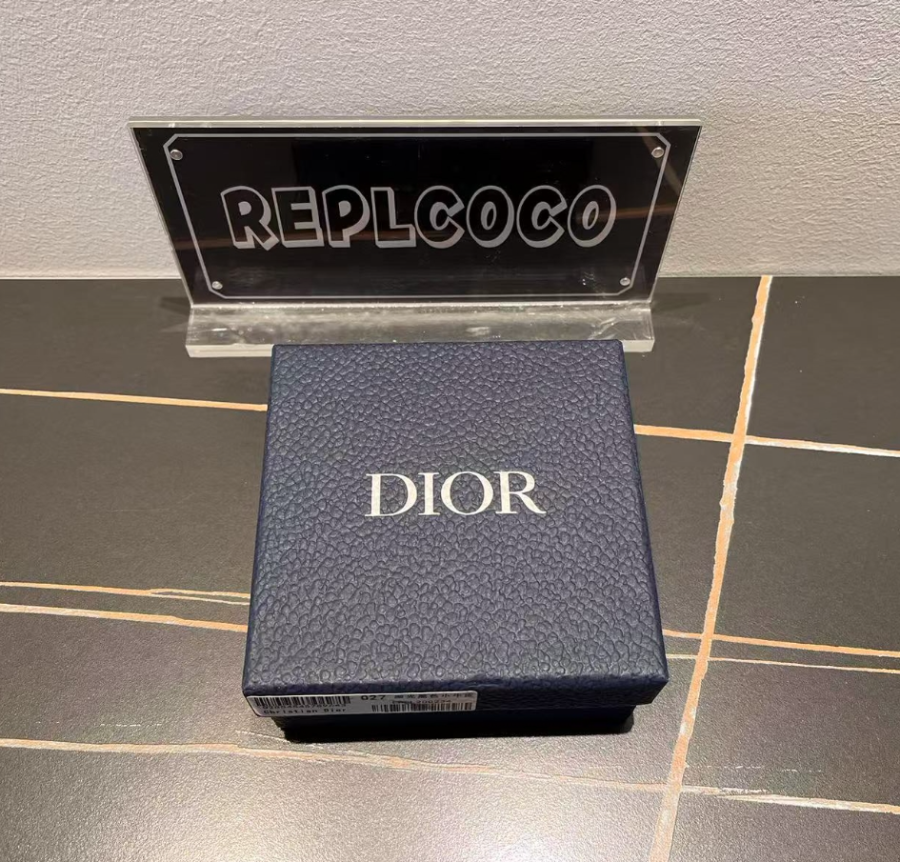 REPLCOCO
DIOR
027
Christian Dior